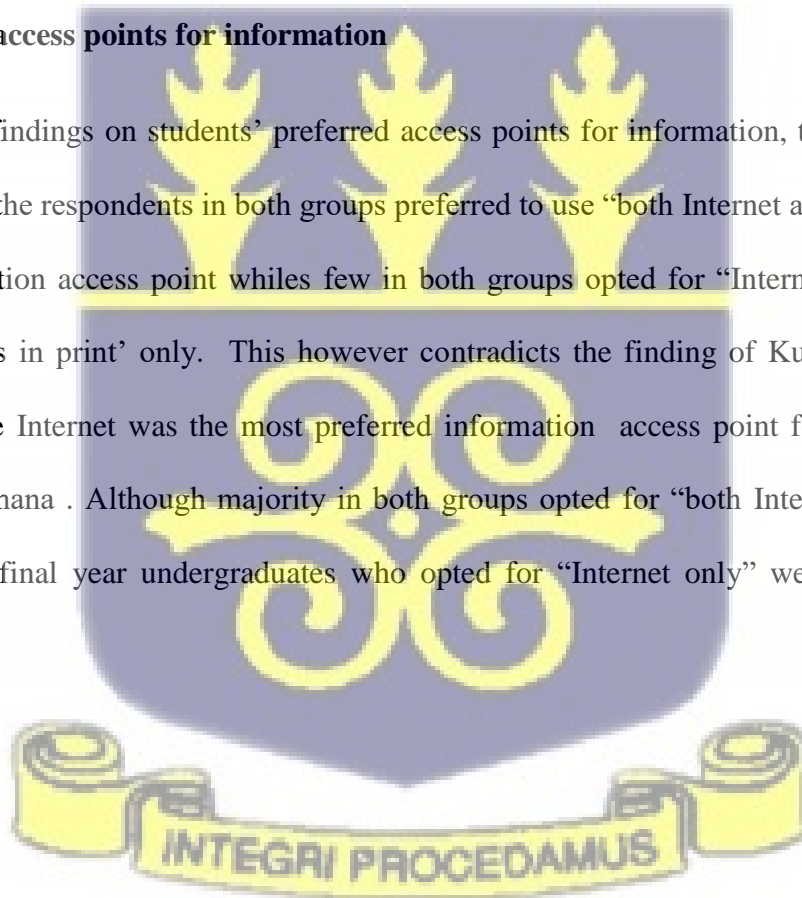 access points for information
findings on students’ preferred access points for information, t
the respondents in both groups preferred to use “both Internet a
tion access point whiles few in both groups opted for “Intern
s in print’ only. This however contradicts the finding of Ku
e Internet was the most preferred information access point f
hana . Although majority in both groups opted for “both Inte
final year undergraduates who opted for “Internet only” we
INTEGRI PROCEDAMUS